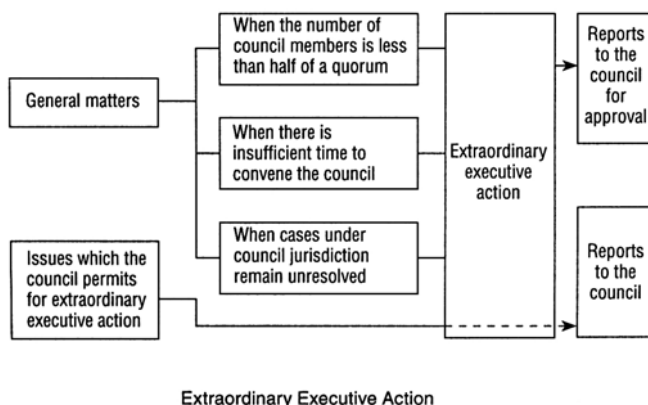 General matters
When the number of
council members is less
than half of a quorum
When there is
insufficient time to
convene the council
When cases under
council jurisdiction
remain unresolved
Issues which the
council permits
for extraordinary
executive action
Extraordinary
executive
action
Reports
to the
council
for
approval
Reports
to the
council
Extraordinary Executive Action